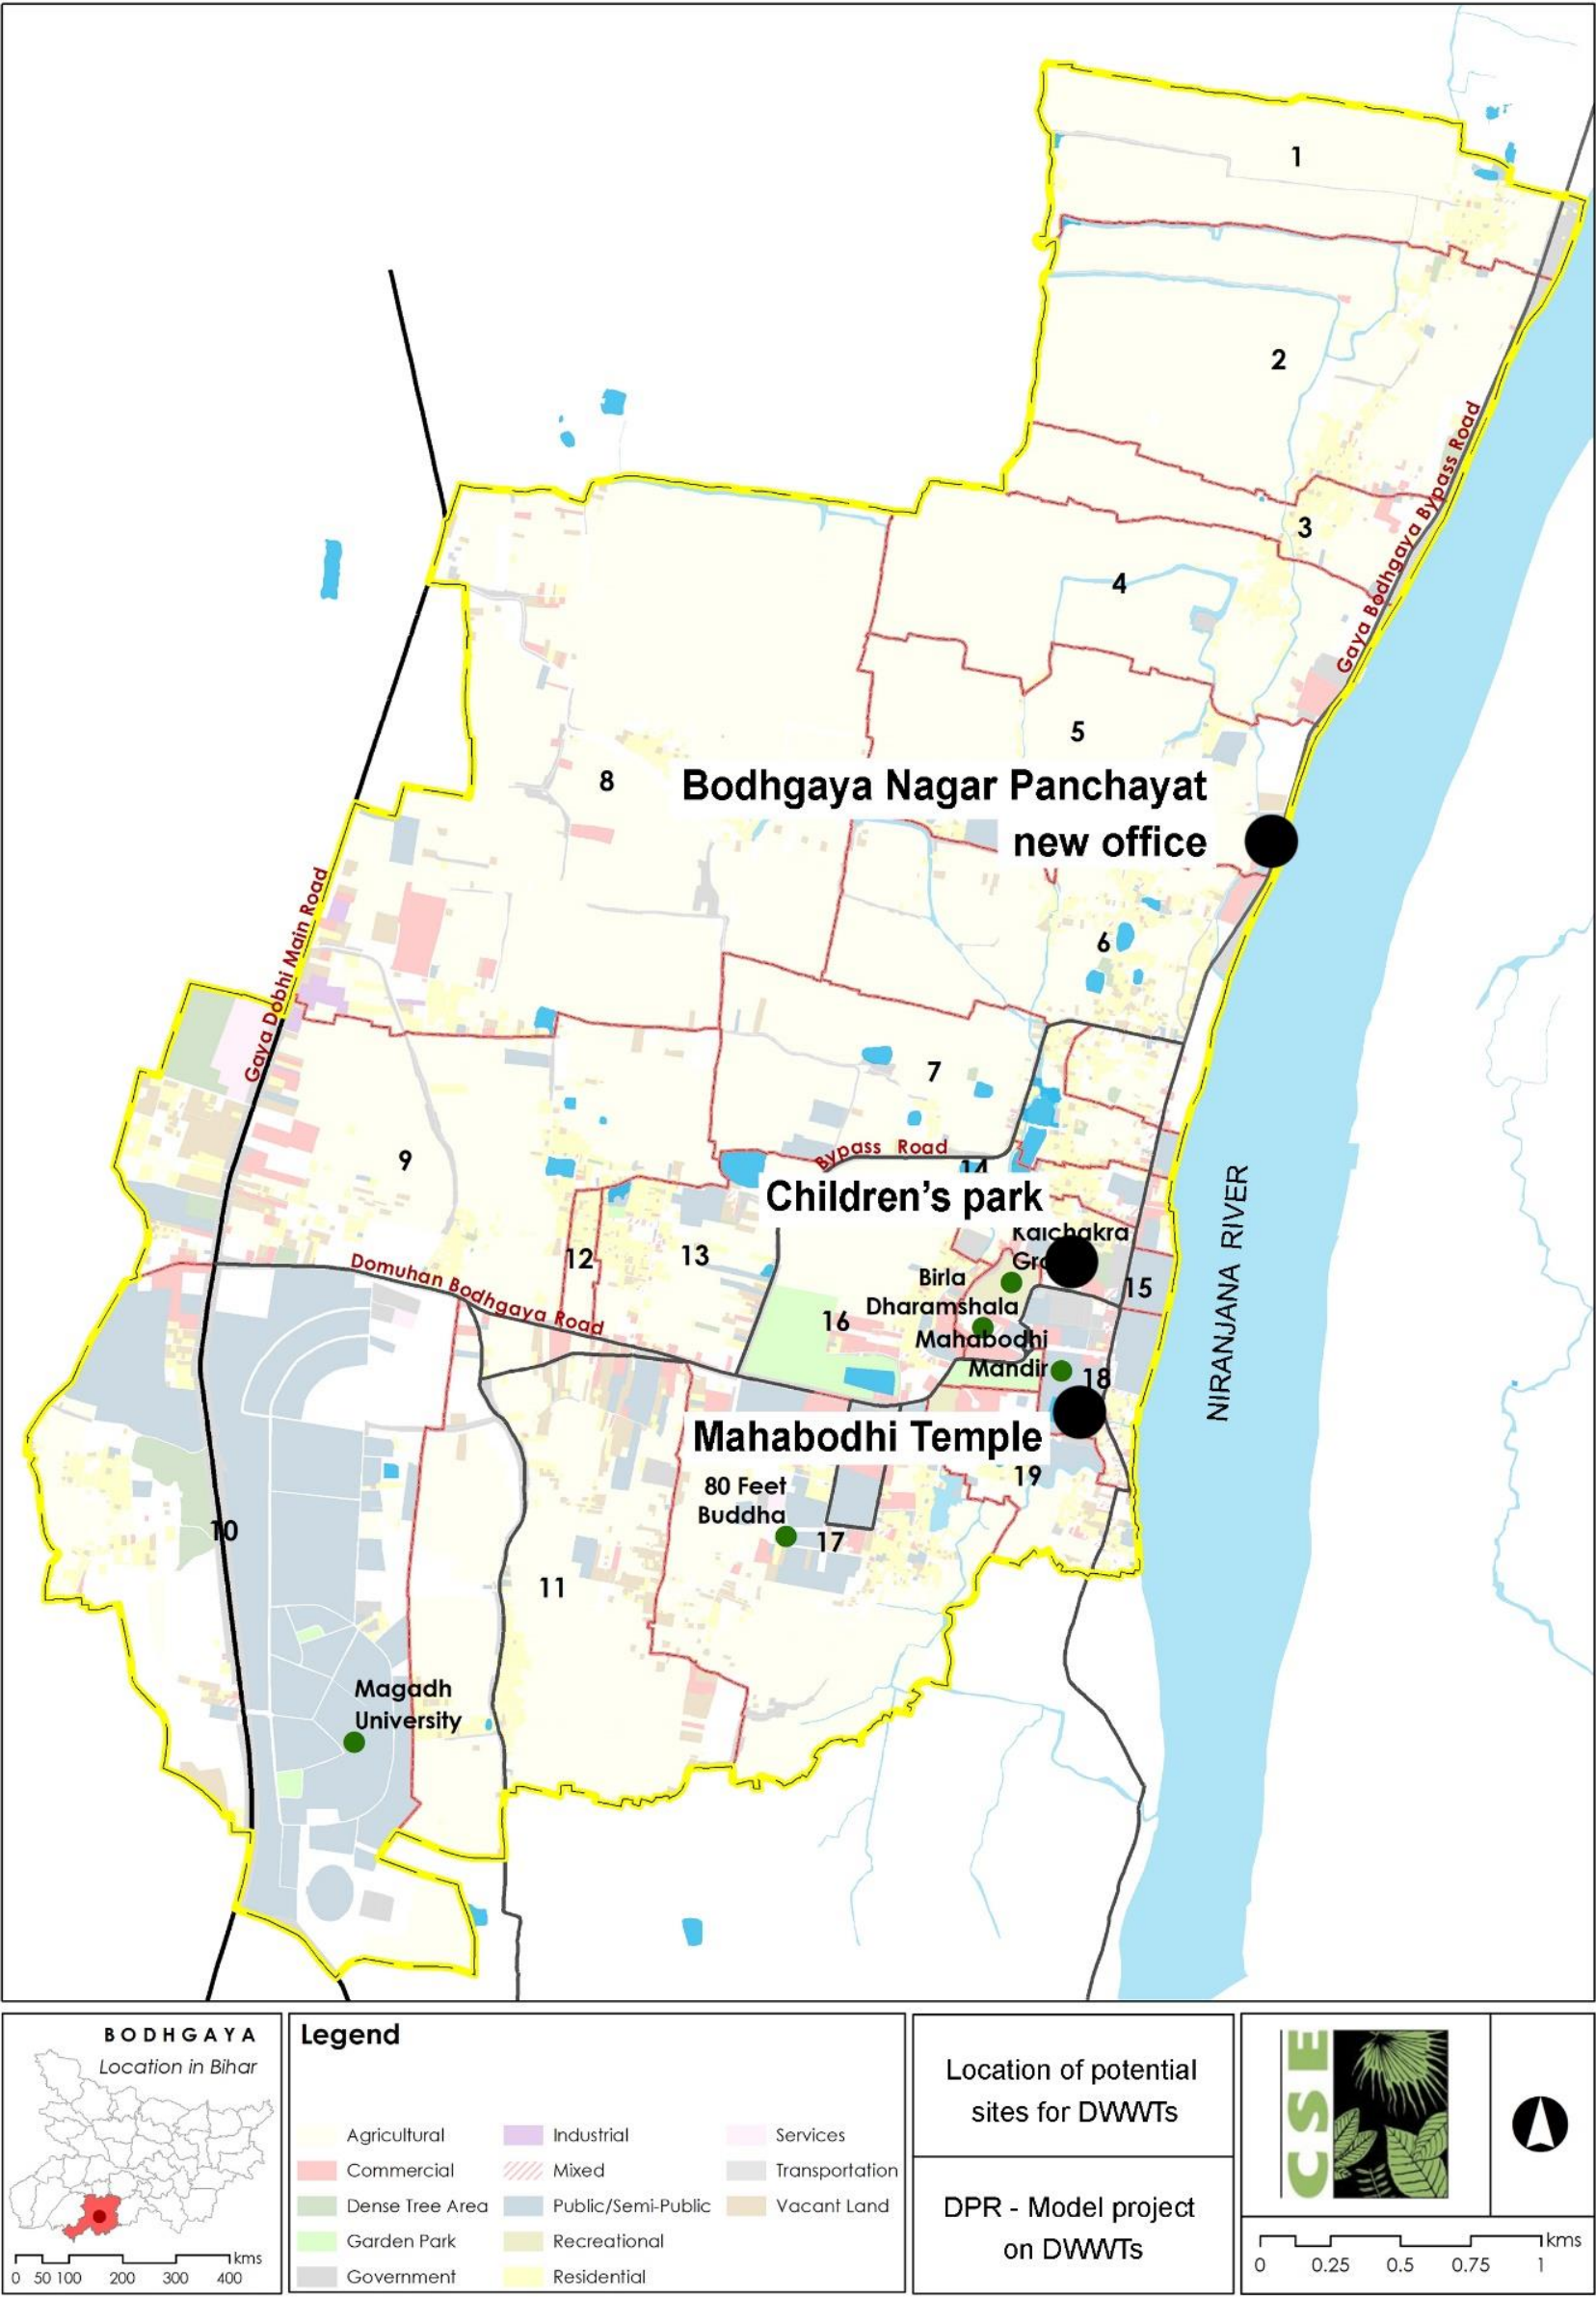 1
2
Gaya Bodhgaya Bypass Road
3
4
5
8
Bodhgaya Nagar Panchayat
new office
Gaya Dobhi Main Road
6
7
Bypass Road
9
14
Children's park
Kalchakra
12
13
Domuhan Bodhgaya Road
Birla
Dharamshala
15
16
NIRANJANA RIVER
Mahabodhi
Mandir
18
Mahabodhi Temple
19
80 Feet
Buddha
17
10
11
Magadh
University
BODHGAYA
Location in Bihar
kms
0 50 100 200 300 400
Legend
Agricultural
Commercial
Dense Tree Area
Garden Park
Government
Industrial
Mixed
Public/Semi-Public
Recreational
Residential
Services
Transportation
Vacant Land
Location of potential
sites for DWWTs
DPR - Model project
on DWWTs
CSE
kms
0 0.25 0.5 0.75 1